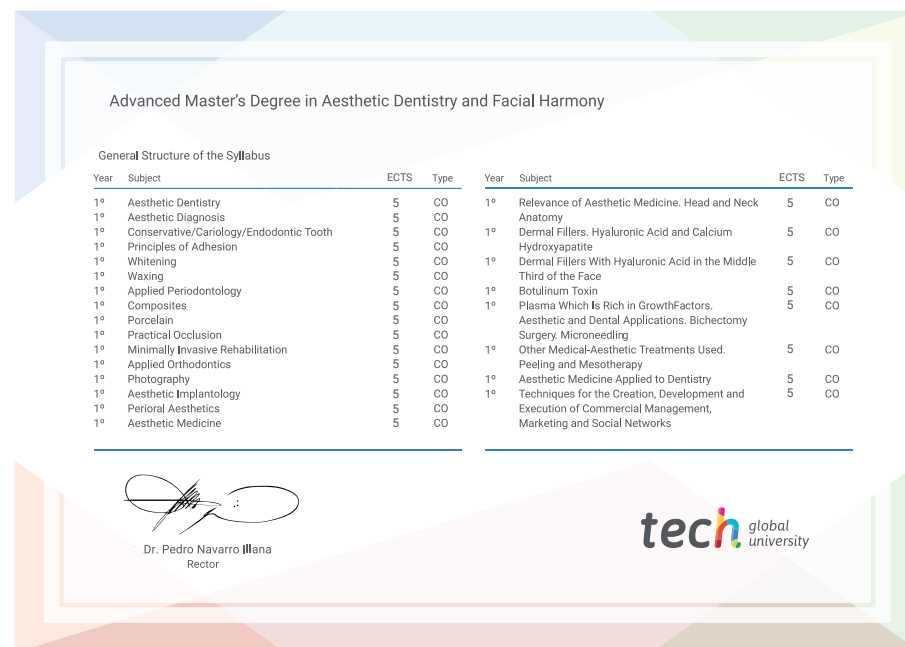 Advanced Master's Degree in Aesthetic Dentistry and Facial Harmony
General Structure of the Syllabus
Year Subject ECTS Type
1º Aesthetic Dentistry 5 CO
1º Aesthetic Diagnosis 5 CO
1º Conservative/Cariology/Endodontic Tooth 5 CO
1º Principles of Adhesion 5 CO
1º Whitening 5 CO
1º Waxing 5 CO
1º Applied Periodontology 5 CO
1º Composites 5 CO
1º Porcelain 5 CO
1º Practical Occlusion 5 CO
1º Minimally Invasive Rehabilitation 5 CO
1º Applied Orthodontics 5 CO
1º Photography 5 CO
1º Aesthetic Implantology 5 CO
1º Perioral Aesthetics 5 CO
1º Aesthetic Medicine 5 CO
Year Subject ECTS Type
1º Relevance of Aesthetic Medicine. Head and Neck 5 CO
Anatomy
1º Dermal Fillers. Hyaluronic Acid and Calcium 5 CO
Hydroxyapatite
1º Dermal Fillers With Hyaluronic Acid in the Middle 5 CO
Third of the Face
1º Botulinum Toxin 5 CO
1º Plasma Which Is Rich in GrowthFactors. 5 CO
Aesthetic and Dental Applications. Bichectomy
Surgery. Microneedling
1º Other Medical-Aesthetic Treatments Used. 5 CO
Peeling and Mesotherapy
1º Aesthetic Medicine Applied to Dentistry 5 CO
1º Techniques for the Creation, Development and 5 CO
Execution of Commercial Management,
Marketing and Social Networks
Dr. Pedro Navarro Illana
Rector
tech global
university